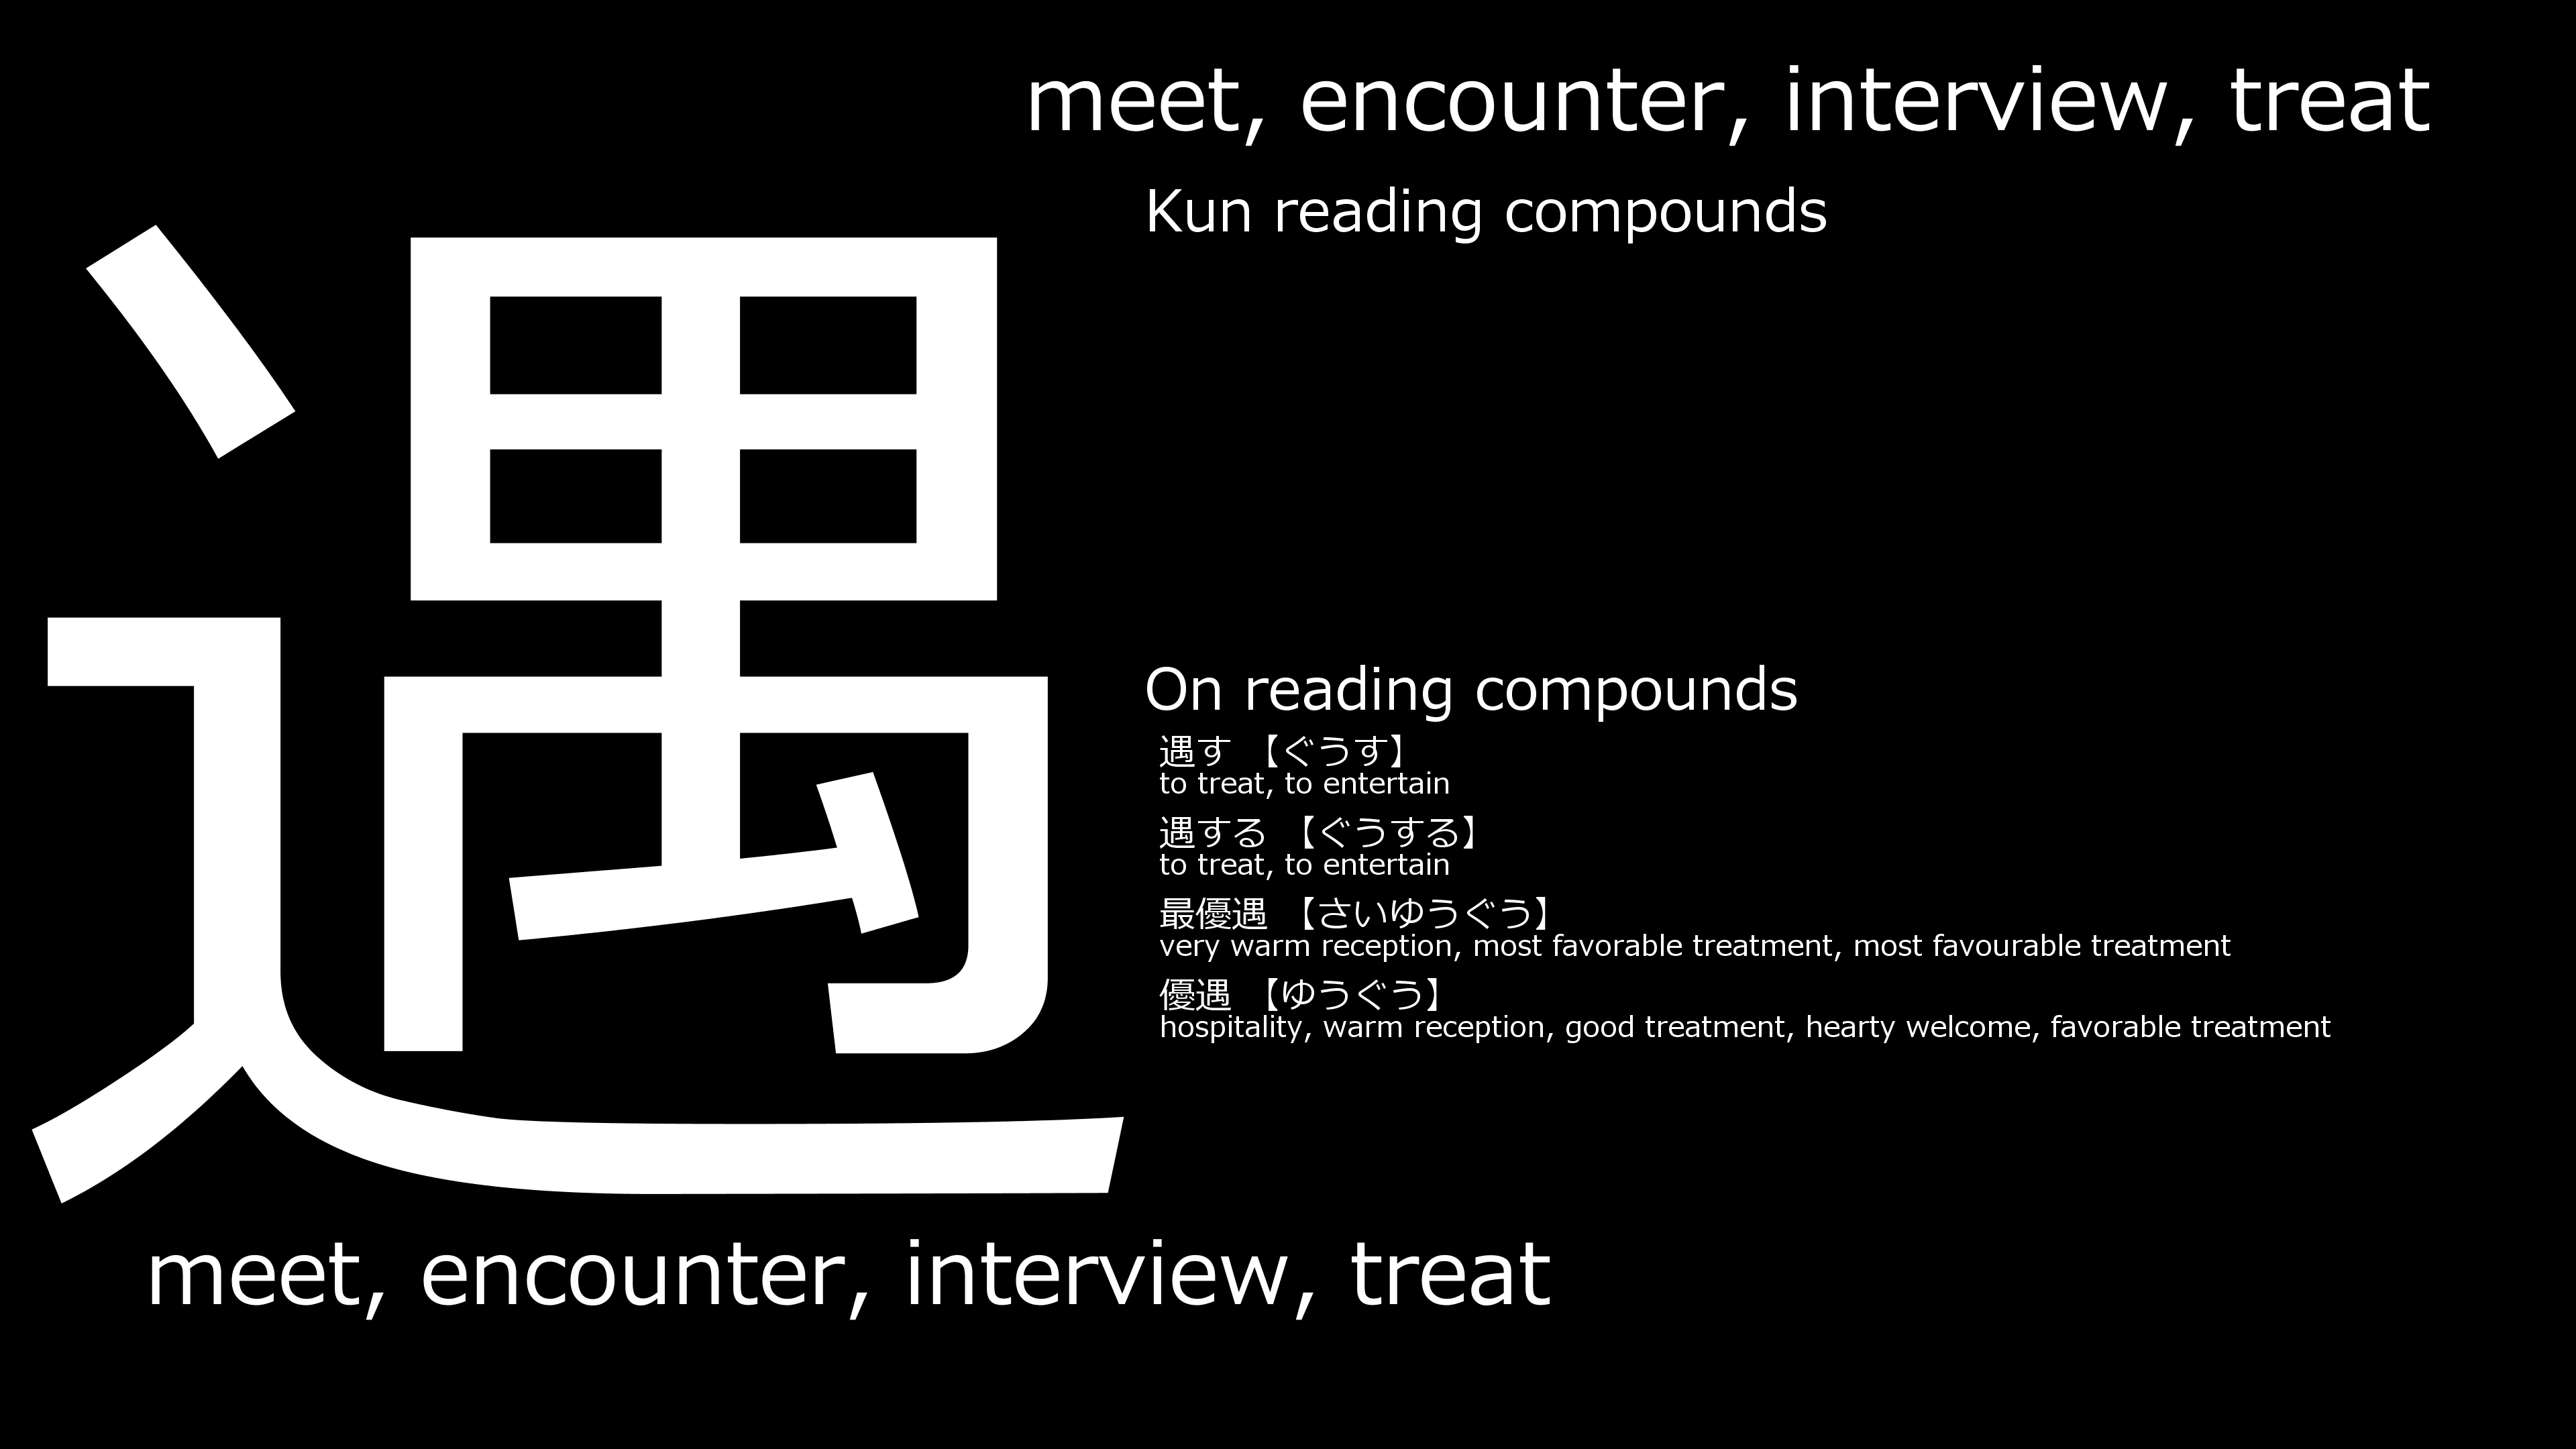 meet, encounter, interview, treat
Kun reading compounds
遇
On reading compounds
遇す 【ぐうす】
to treat, to entertain
遇する 【ぐうする】
to treat, to entertain
最優遇 【さいゆうぐう】
very warm reception, most favorable treatment, most favourable treatment
優遇 【ゆうぐう】
hospitality, warm reception, good treatment, hearty welcome, favorable treatment
meet, encounter, interview, treat